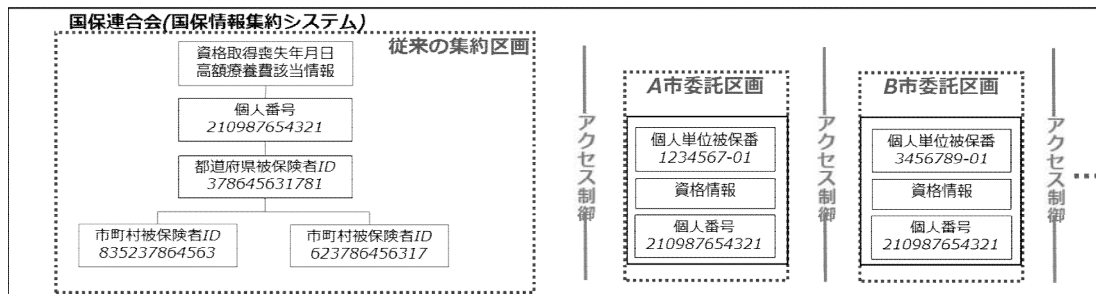 国保連合会(国保情報集約システム)
従来の集約区画
資格取得喪失年月日
高額療養費該当情報
個人番号
210987654321
都道府県被保険者ID
378645631781
市町村被保険者ID
835237864563
市町村被保険者ID
623786456317
アクセス制御
A市委託区画
個人単位被保番
1234567-01
資格情報
個人番号
210987654321
アクセス制御
B市委託区画
個人単位被保番
3456789-01
資格情報
個人番号
210987654321
アクセス制御
…